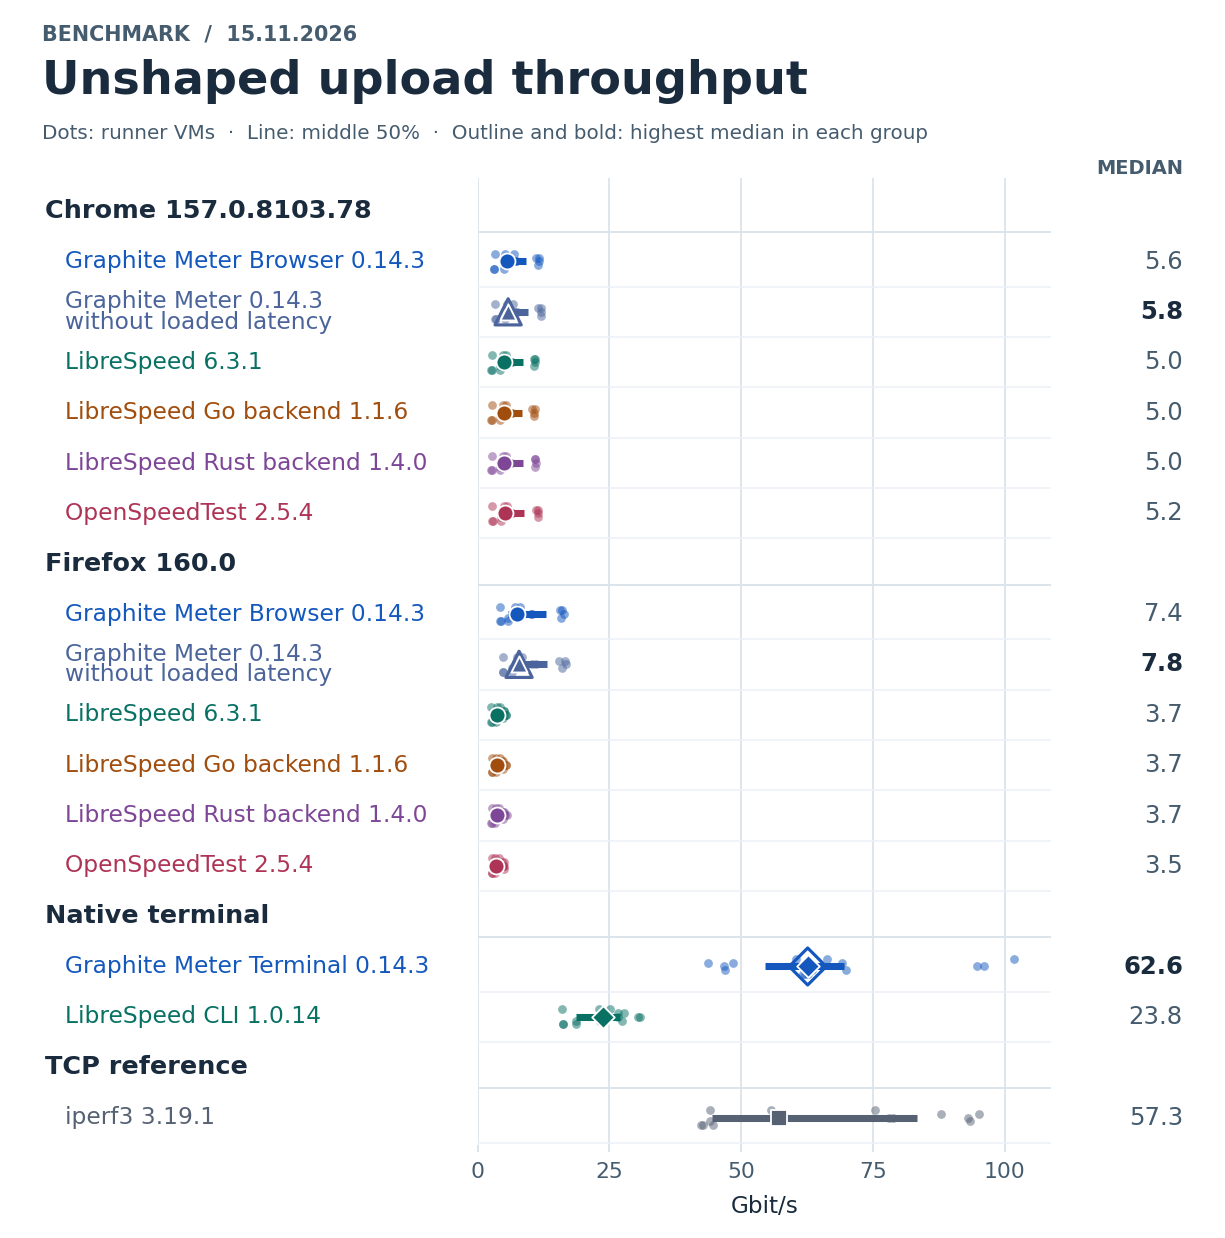 BENCHMARK / 15.11.2026
Unshaped upload throughput
Dots: runner VMs · Line: middle 50% · Outline and bold: highest median in each group
MEDIAN
Chrome 157.0.8103.78
Graphite Meter Browser 0.14.3 5.6
Graphite Meter 0.14.3
without loaded latency 5.8
LibreSpeed 6.3.1 5.0
LibreSpeed Go backend 1.1.6 5.0
LibreSpeed Rust backend 1.4.0 5.0
OpenSpeedTest 2.5.4 5.2
Firefox 160.0
Graphite Meter Browser 0.14.3 7.4
Graphite Meter 0.14.3
without loaded latency 7.8
LibreSpeed 6.3.1 3.7
LibreSpeed Go backend 1.1.6 3.7
LibreSpeed Rust backend 1.4.0 3.7
OpenSpeedTest 2.5.4 3.5
Native terminal
Graphite Meter Terminal 0.14.3 62.6
LibreSpeed CLI 1.0.14 23.8
TCP reference
iperf3 3.19.1 57.3
0 25 50 75 100
Gbit/s